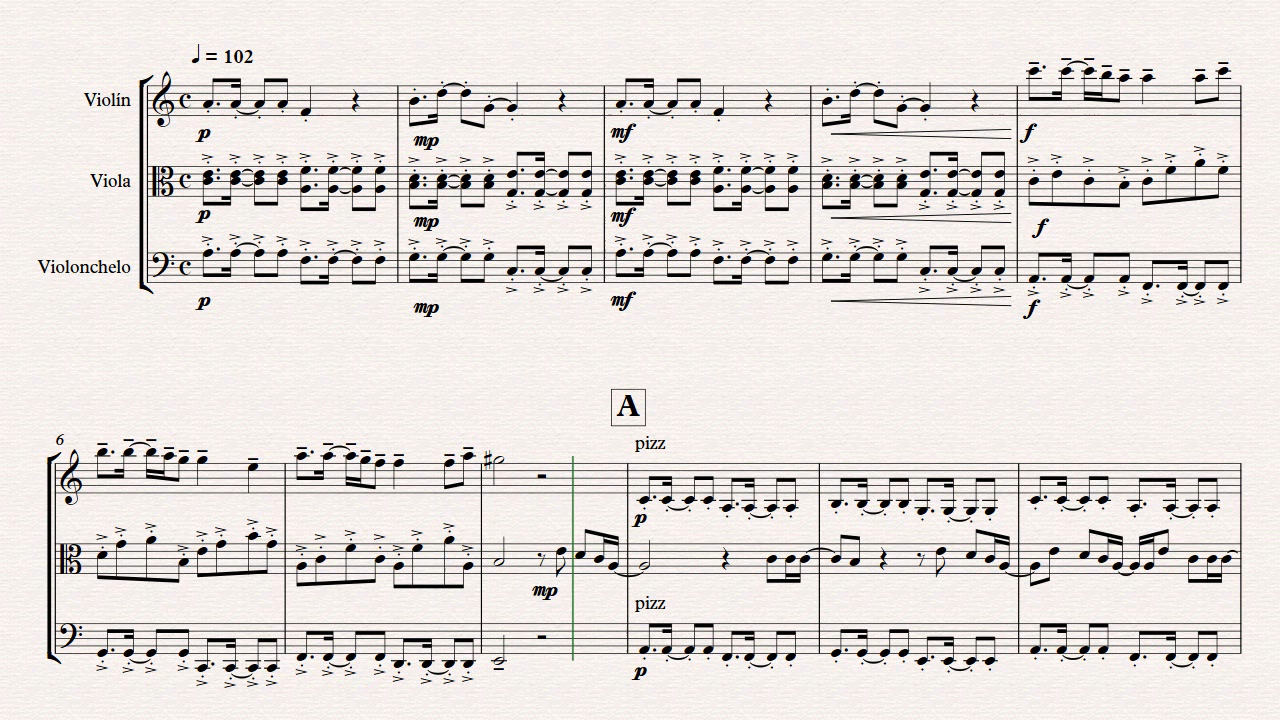 ♩ = 102
Violín
p mp mf f
Viola
p mp mf f
Violonchelo
p mp mf f
A
6
pizz
p
mp
pizz
p